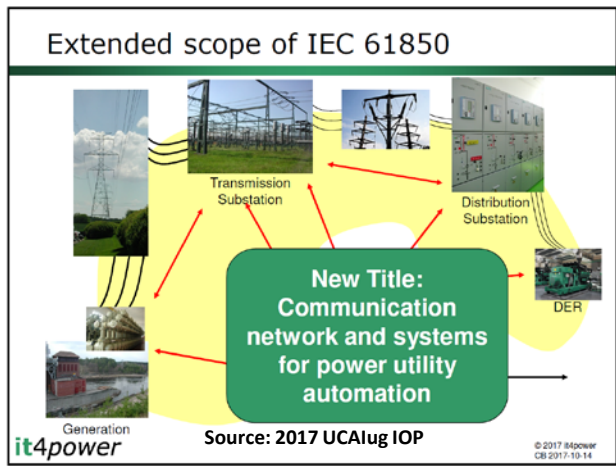 Extended scope of IEC 61850
Transmission
Substation
Distribution
Substation
New Title:
Communication
network and systems
for power utility
automation
DER
Generation
Source: 2017 UCAIug IOP
it4power
© 2017 it4power
CB 2017-10-14